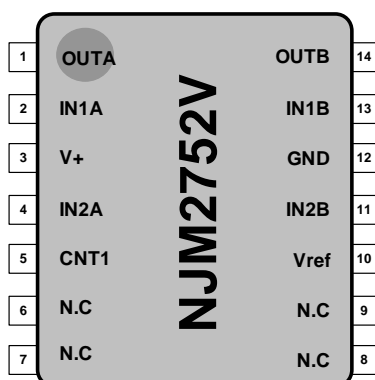 1 OUTA OUTB 14
2 IN1A IN1B 13
3 V+ GND 12
4 IN2A IN2B 11
5 CNT1 Vref 10
6 N.C N.C 9
7 N.C N.C 8
NJM2752V